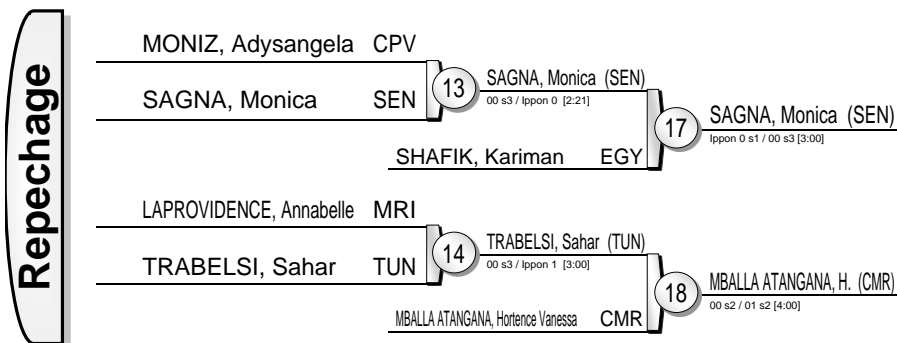 Repechage
MONIZ, Adysangela CPV
SAGNA, Monica SEN
13
SAGNA, Monica (SEN)
00 s3 / Ippon 0 [2:21]
SHAFIK, Kariman EGY
17
SAGNA, Monica (SEN)
Ippon 0 s1 / 00 s3 [3:00]
LAPROVIDENCE, Annabelle MRI
TRABELSI, Sahar TUN
14
TRABELSI, Sahar (TUN)
00 s3 / Ippon 1 [3:00]
MBALLA ATANGANA, Hortence Vanessa CMR
18
MBALLA ATANGANA, H. (CMR)
00 s2 / 01 s2 [4:00]